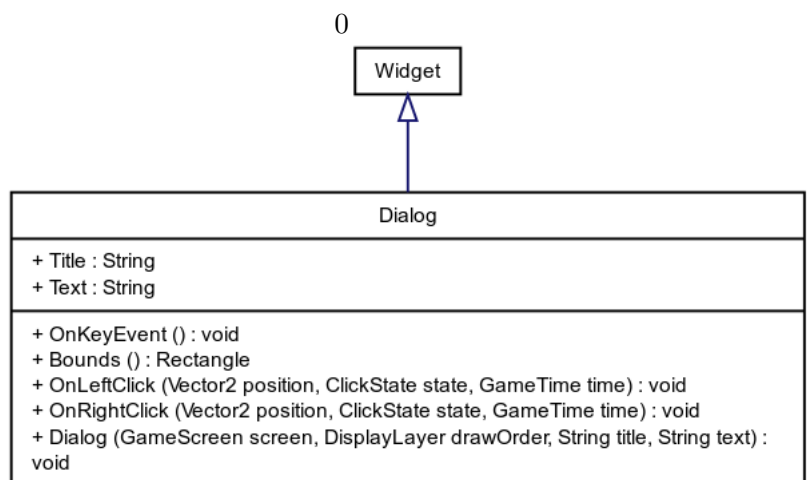 0
Widget
Dialog
+ Title : String
+ Text : String
+ OnKeyEvent () : void
+ Bounds () : Rectangle
+ OnLeftClick (Vector2 position, ClickState state, GameTime time) : void
+ OnRightClick (Vector2 position, ClickState state, GameTime time) : void
+ Dialog (GameScreen screen, DisplayLayer drawOrder, String title, String text) :
void